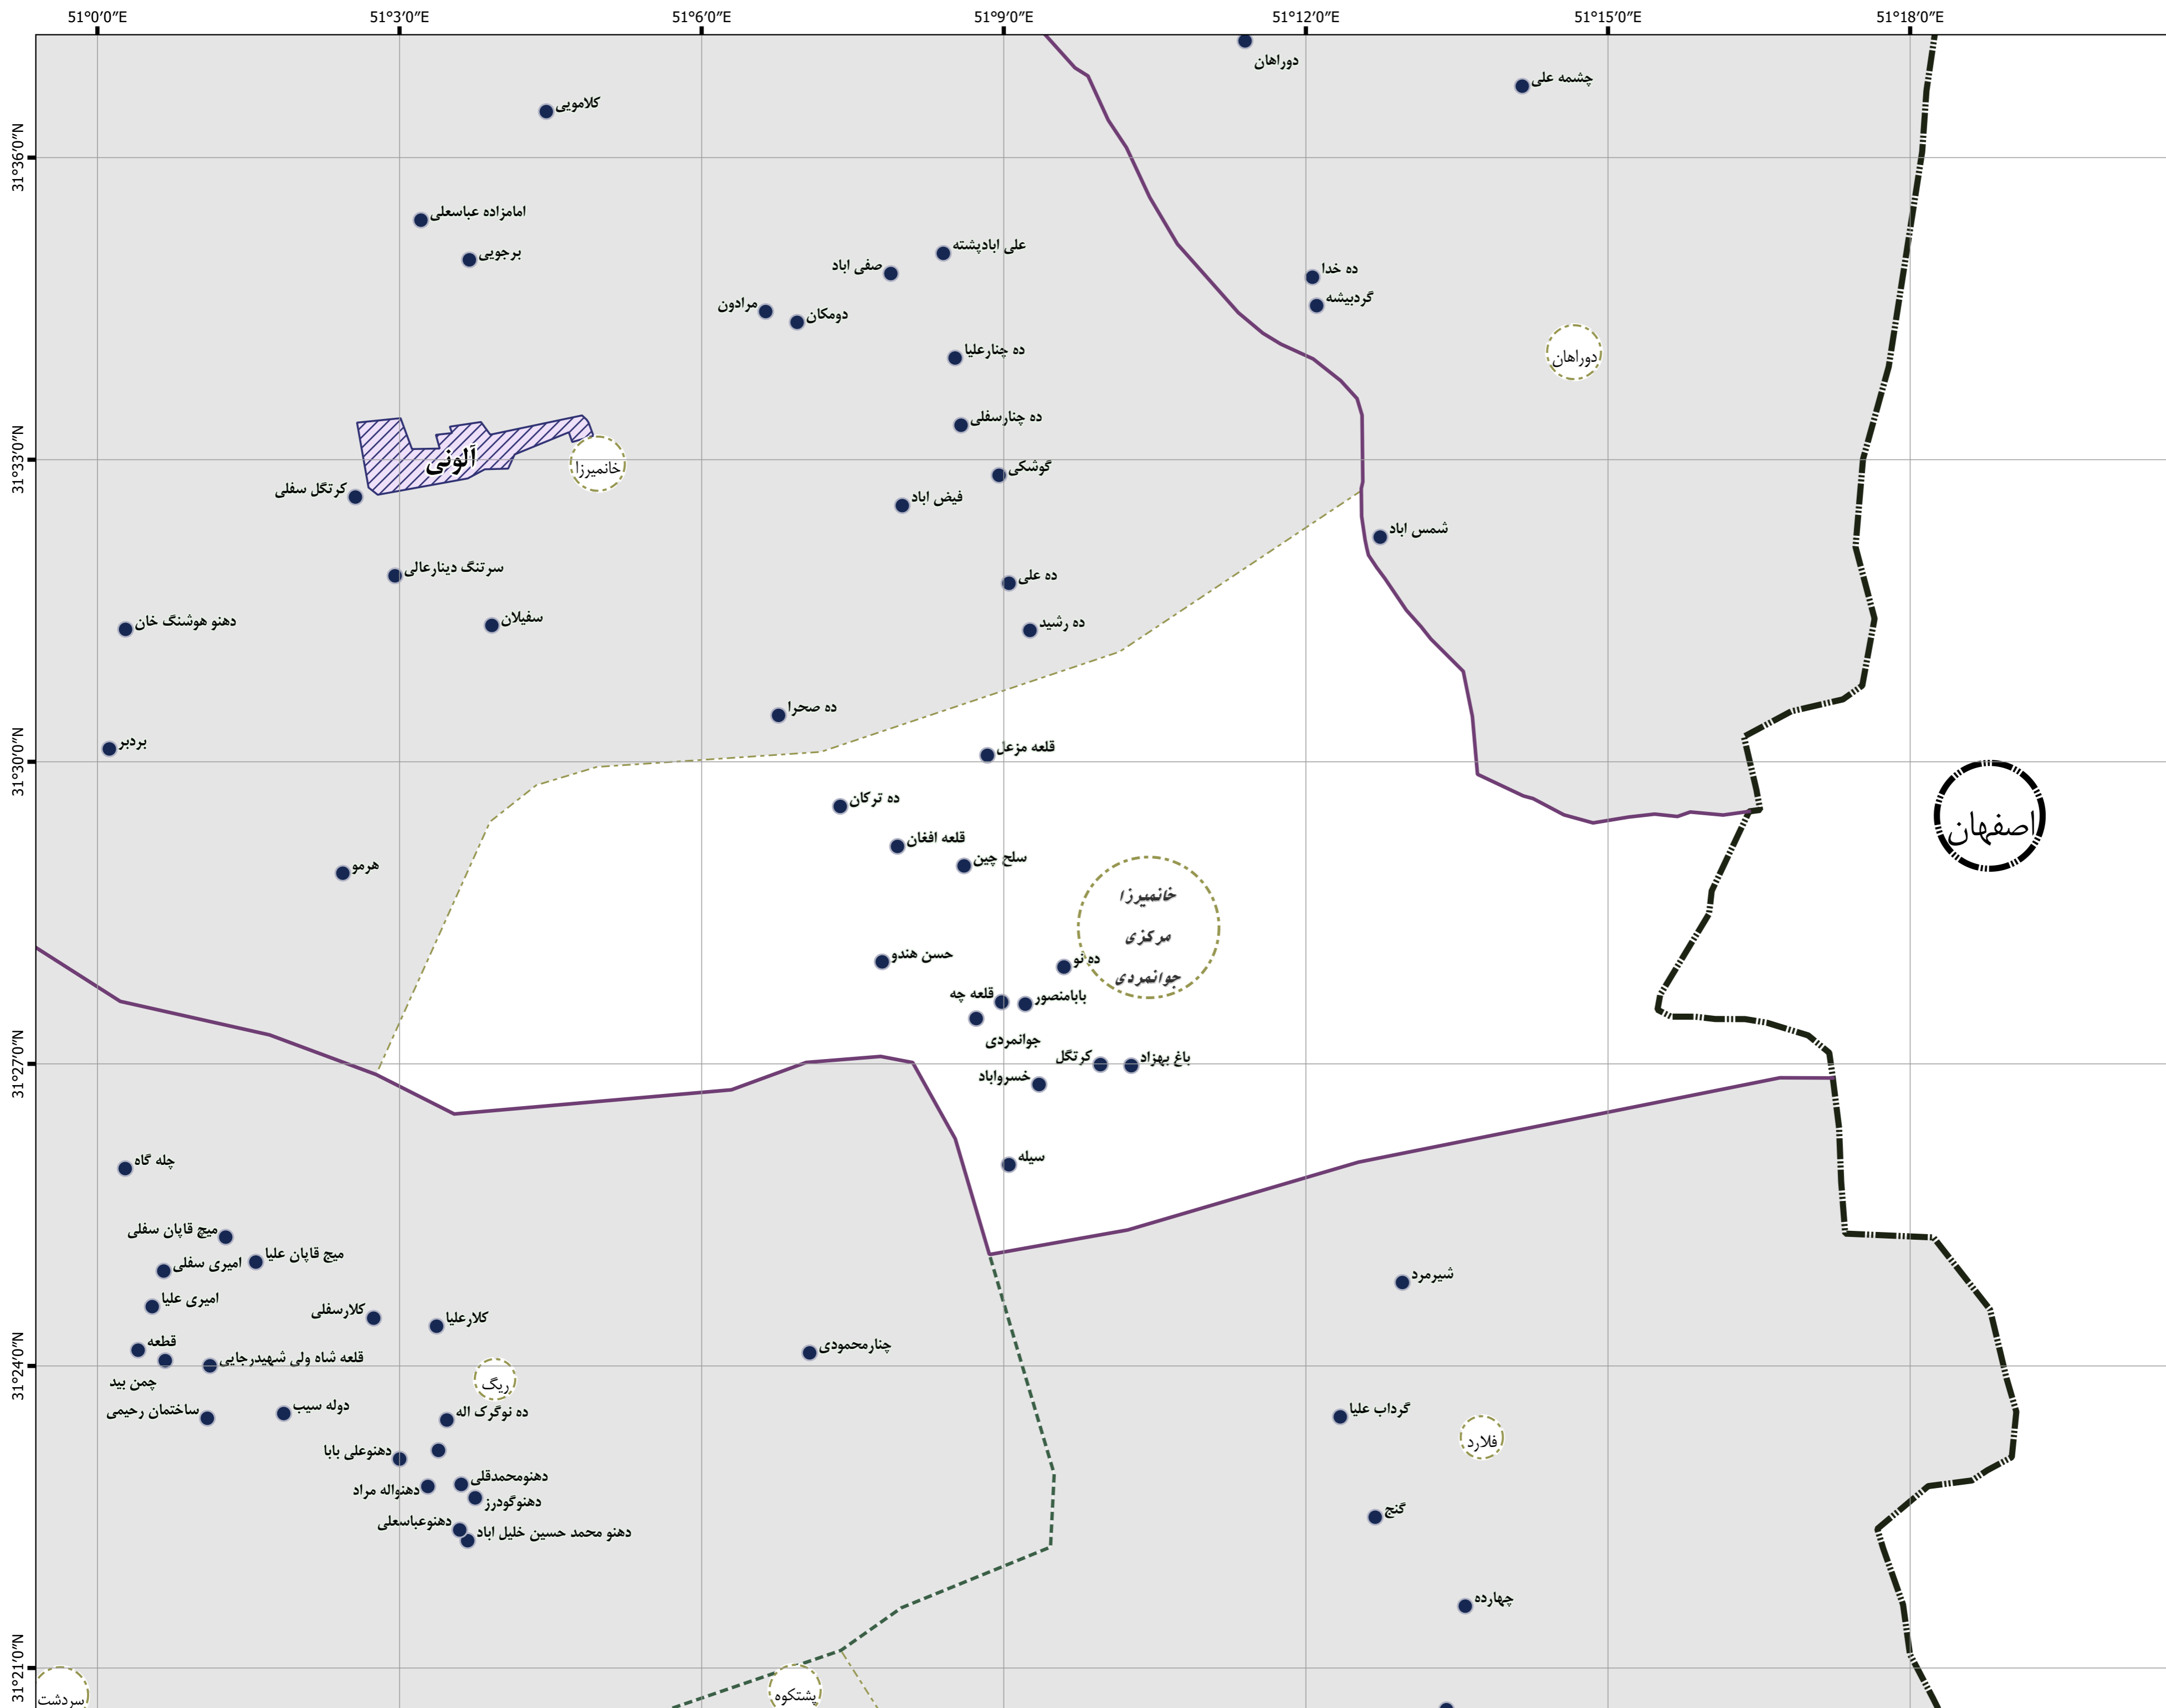 51°0′0″E
51°3′0″E
51°6′0″E
51°9′0″E
51°12′0″E
51°15′0″E
51°18′0″E
دوراهان
چشمه علی
کلامویی
31°36′0″N
امامزاده عباسعلی
برجویی
علی ابادپشته
صفی اباد
ده خدا
گردبیشه
مرادون
دومکان
دوراهان
ده چنارعلیا
ده چنارسفلی
31°33′0″N
آلونی
خانمیرزا
گوشکی
کرتگل سفلی
فیض اباد
شمس اباد
سرتنگ دینارعالی
ده علی
دهنو هوشنگ خان
سفیلان
ده رشید
ده صحرا
بردبر
قلعه مزعل
31°30′0″N
ده ترکان
اصفهان
قلعه افغان
سلح چین
هرمو
خانمیرزا
مرکزی
جوانمردی
حسن هندو
ده نو
قلعه چه
بابامنصور
جوانمردی
31°27′0″N
کرتگل
باغ بهزاد
خسرواباد
سیله
چله گاه
میچ قاپان سفلی
میج قاپان علیا
امیری سفلی
شیرمرد
امیری علیا
کلارسفلی
کلارعلیا
قطعه
چنارمحمودی
31°24′0″N
قلعه شاه ولی شهیدرجایی
چمن بید
ریگ
ساختمان رحیمی
دوله سیب
ده نوگرک اله
گرداب علیا
فلارد
دهنوعلی بابا
دهنومحمدقلی
دهنواله مراد
دهنوگودرز
گنج
دهنوعباسعلی
دهنو محمد حسین خلیل اباد
چهارده
31°21′0″N
سردشت
پشتکوه